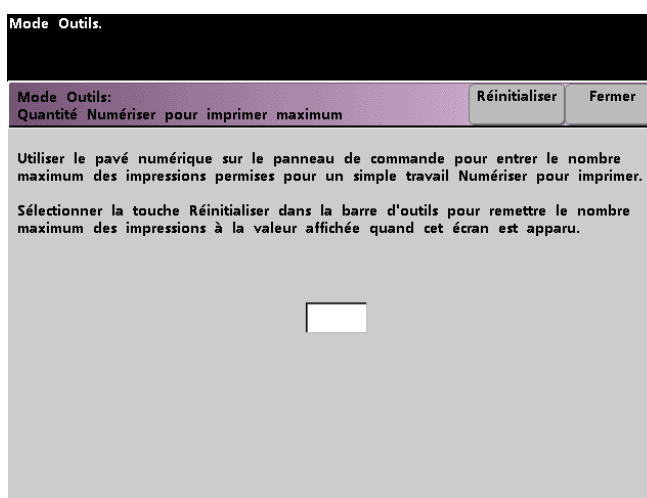 Mode Outils.
Mode Outils:
Quantité Numériser pour imprimer maximum
Réinitialiser
Fermer
Utiliser le pavé numérique sur le panneau de commande pour entrer le nombre
maximum des impressions permises pour un simple travail Numériser pour imprimer.
Sélectionner la touche Réinitialiser dans la barre d'outils pour remettre le nombre
maximum des impressions à la valeur affichée quand cet écran est apparu.